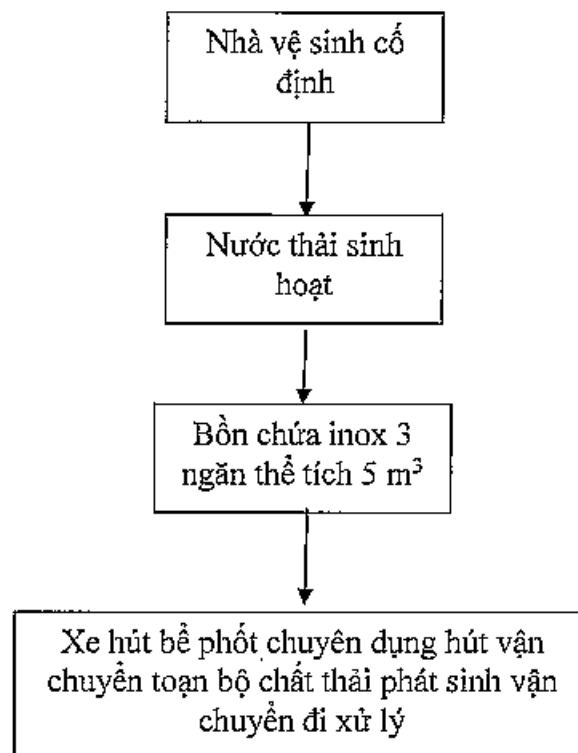 Nhà vệ sinh cố
định
Nước thải sinh
hoạt
Bồn chứa inox 3
ngăn thể tích 5 m³
Xe hút bể phốt chuyên dụng hút vận
chuyển toạn bộ chất thải phát sinh vận
chuyển đi xử lý